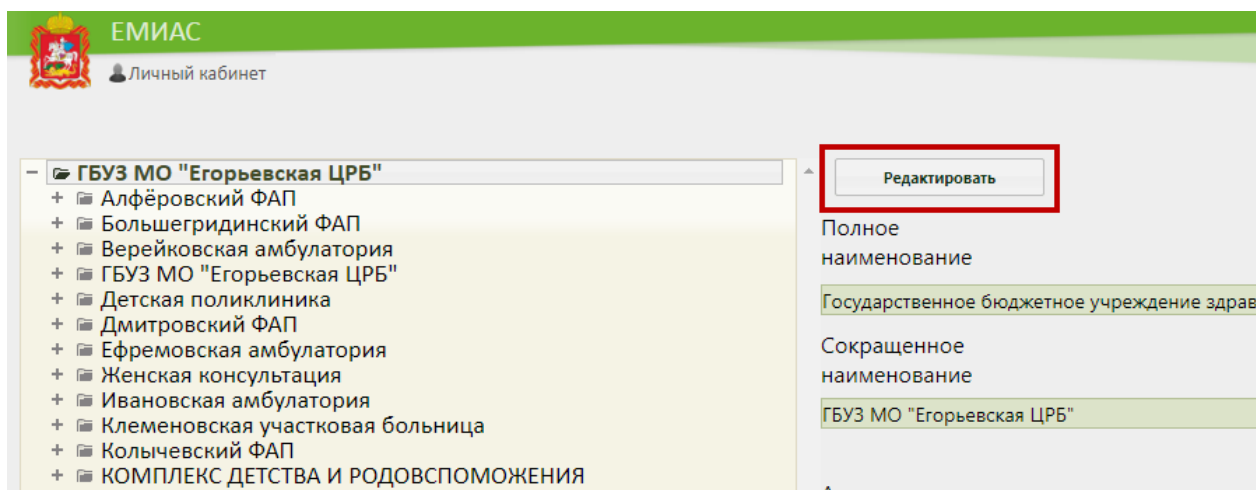 ЕМИАС
Личный кабинет
ГБУЗ МО "Егорьевская ЦРБ"
Алфёровский ФАП
Большегридинский ФАП
Верейковская амбулатория
ГБУЗ МО "Егорьевская ЦРБ"
Детская поликлиника
Дмитровский ФАП
Ефремовская амбулатория
Женская консультация
Ивановская амбулатория
Клеменовская участковая больница
Колычевский ФАП
КОМПЛЕКС ДЕТСТВА И РОДОВСПОМОЖЕНИЯ
Редактировать
Полное
наименование
Государственное бюджетное учреждение здрав
Сокращенное
наименование
ГБУЗ МО "Егорьевская ЦРБ"